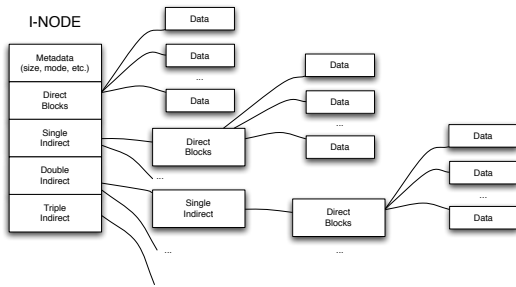 I-NODE
Metadata
(size, mode, etc.)
Direct
Blocks
Single
Indirect
Double
Indirect
Triple
Indirect
Data
Data
...
Data
Direct
Blocks
...
Data
Data
...
Data
Single
Indirect
...
Direct
Blocks
...
Data
Data
...
Data